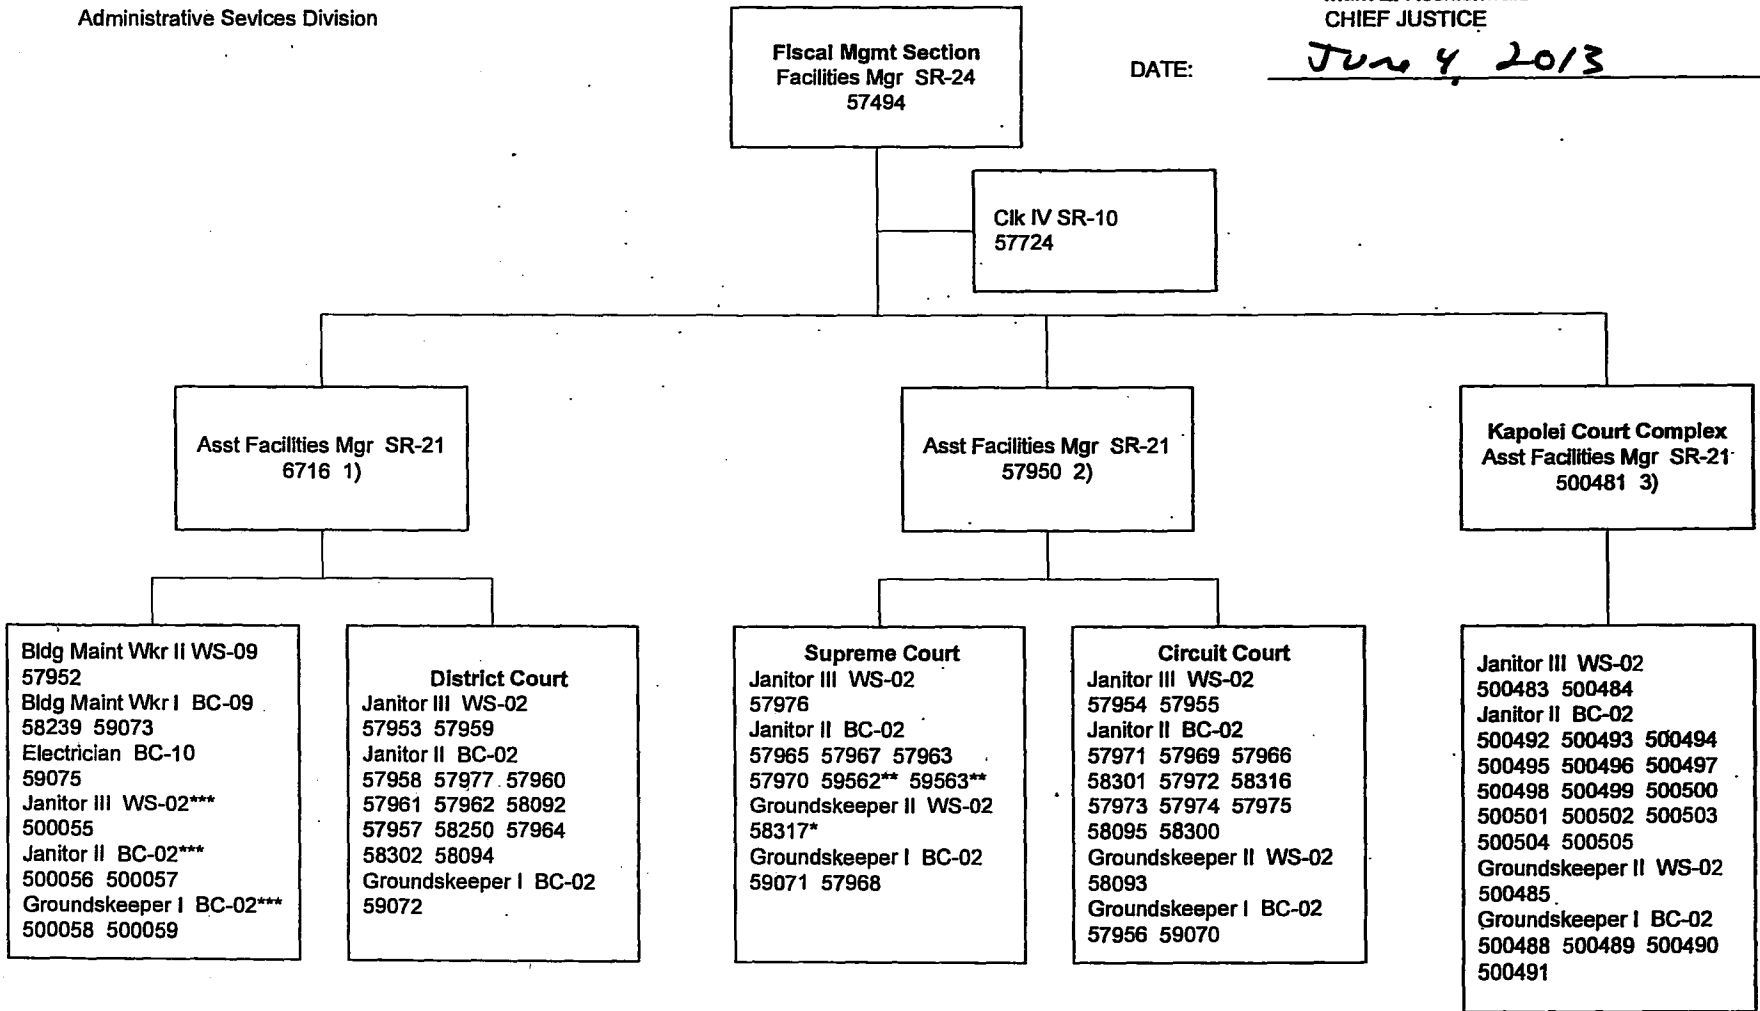 Administrative Sevices Division
CHIEF JUSTICE
DATE: June 4, 2013
Fiscal Mgmt Section
Facilities Mgr SR-24
57494
Clk IV SR-10
57724
Asst Facilities Mgr SR-21
6716 1)
Asst Facilities Mgr SR-21
57950 2)
Kapolei Court Complex
Asst Facilities Mgr SR-21
500481 3)
Bldg Maint Wkr II WS-09
57952
Bldg Maint Wkr I BC-09
58239 59073
Electrician BC-10
59075
Janitor III WS-02***
500055
Janitor II BC-02***
500056 500057
Groundskeeper I BC-02***
500058 500059
District Court
Janitor III WS-02
57953 57959
Janitor II BC-02
57958 57977 57960
57961 57962 58092
57957 58250 57964
58302 58094
Groundskeeper I BC-02
59072
Supreme Court
Janitor III WS-02
57976
Janitor II BC-02
57965 57967 57963
57970 59562** 59563**
Groundskeeper II WS-02
58317*
Groundskeeper I BC-02
59071 57968
Circuit Court
Janitor III WS-02
57954 57955
Janitor II BC-02
57971 57969 57966
58301 57972 58316
57973 57974 57975
58095 58300
Groundskeeper II WS-02
58093
Groundskeeper I BC-02
57956 59070
Janitor III WS-02
500483 500484
Janitor II BC-02
500492 500493 500494
500495 500496 500497
500498 500499 500500
500501 500502 500503
500504 500505
Groundskeeper II WS-02
500485
Groundskeeper I BC-02
500488 500489 500490
500491